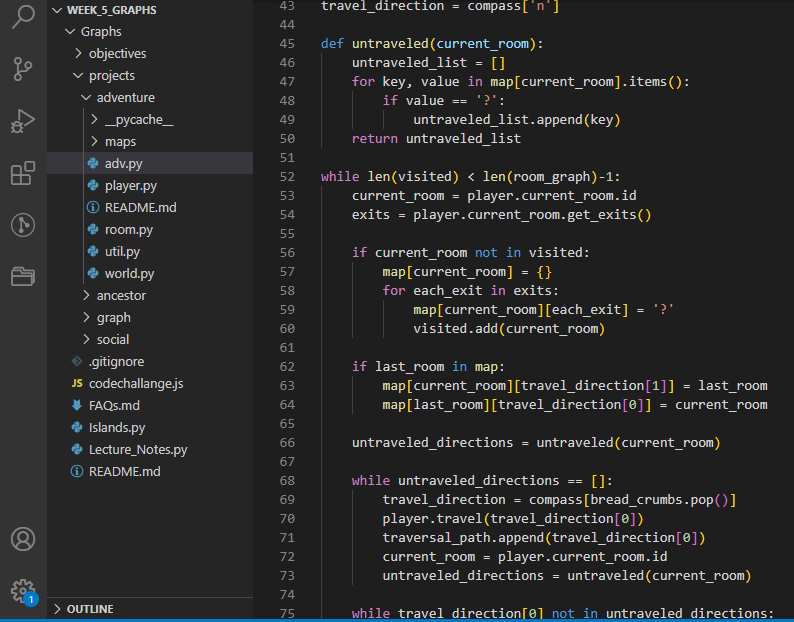 WEEK_5_GRAPHS
Graphs
objectives
projects
adventure
__pycache__
maps
adv.py
player.py
README.md
room.py
util.py
world.py
ancestor
graph
social
.gitignore
JS codechallange.js
FAQs.md
Islands.py
Lecture_Notes.py
README.md
1
OUTLINE
43 travel_direction = compass['n']
44
45 def untraveled(current_room):
46     untraveled_list = []
47     for key, value in map[current_room].items():
48         if value == '?':
49             untraveled_list.append(key)
50     return untraveled_list
51
52 while len(visited) < len(room_graph)-1:
53     current_room = player.current_room.id
54     exits = player.current_room.get_exits()
55
56     if current_room not in visited:
57         map[current_room] = {}
58         for each_exit in exits:
59             map[current_room][each_exit] = '?'
60             visited.add(current_room)
61
62     if last_room in map:
63         map[current_room][travel_direction[1]] = last_room
64         map[last_room][travel_direction[0]] = current_room
65
66     untraveled_directions = untraveled(current_room)
67
68     while untraveled_directions == []:
69         travel_direction = compass[bread_crumbs.pop()]
70         player.travel(travel_direction[0])
71         traversal_path.append(travel_direction[0])
72         current_room = player.current_room.id
73         untraveled_directions = untraveled(current_room)
74
75     while travel_direction[0] not in untraveled_directions: